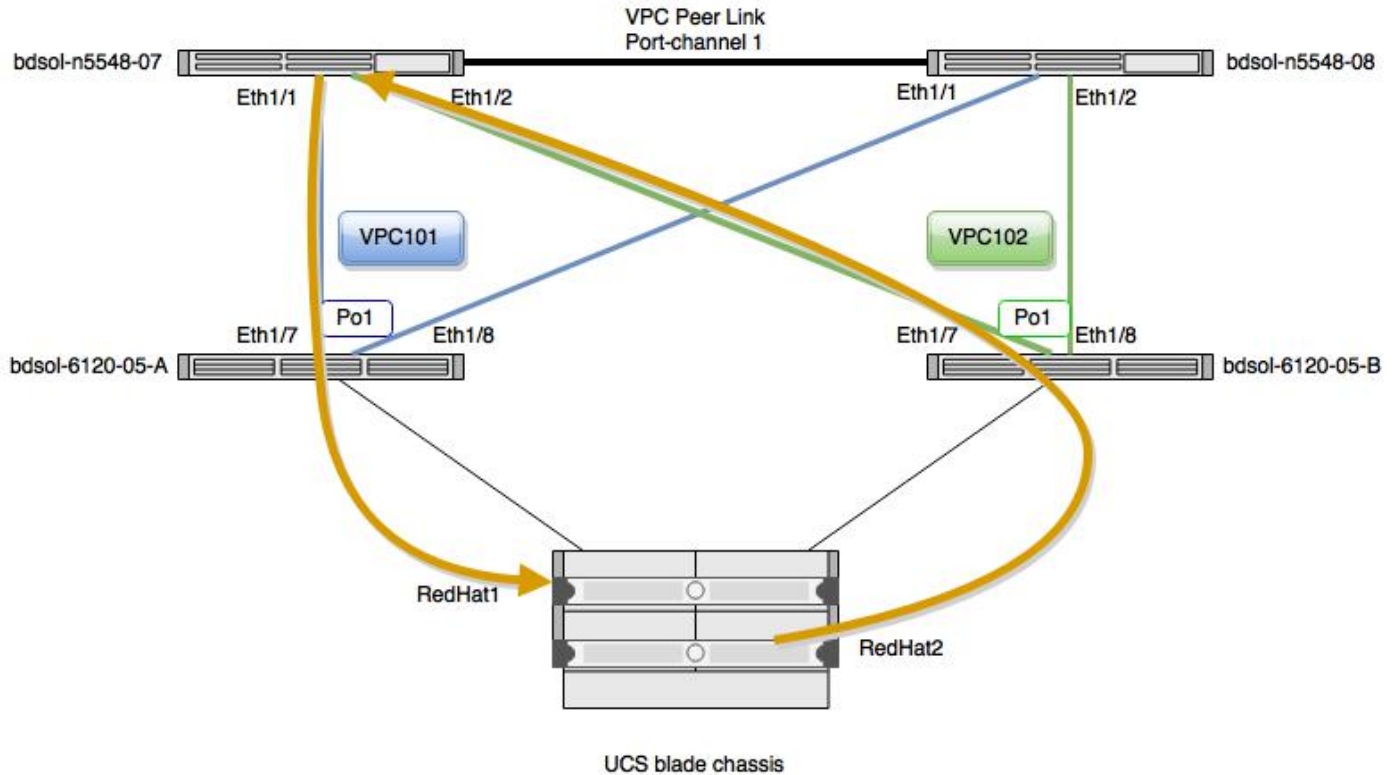 VPC Peer Link
Port-channel 1
bdsol-n5548-07
bdsol-n5548-08
Eth1/1
Eth1/2
Eth1/1
Eth1/2
VPC101
VPC102
Po1
Po1
Eth1/7
Eth1/8
Eth1/7
Eth1/8
bdsol-6120-05-A
bdsol-6120-05-B
RedHat1
RedHat2
UCS blade chassis